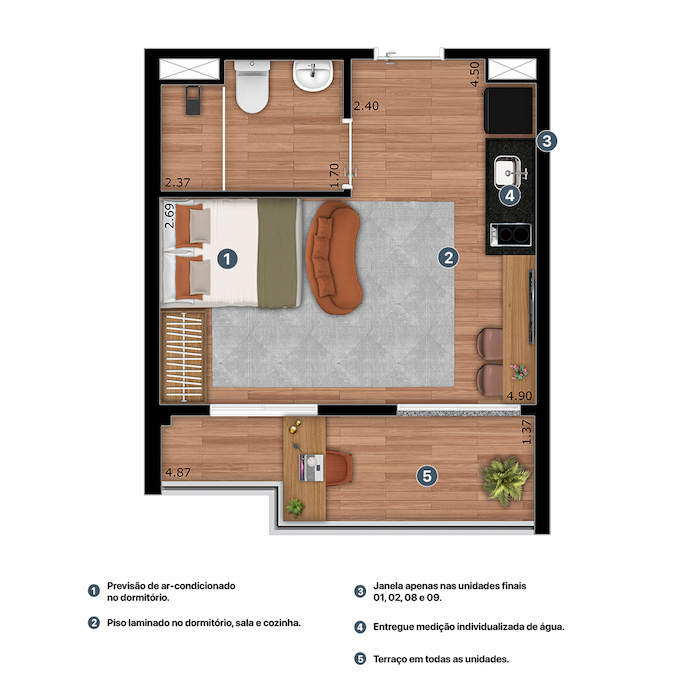 4.50
2.40
3
2.37
1.70
4
2.69
1
2
4.90
1.37
4.87
5
1 Previsão de ar-condicionado
no dormitório.
2 Piso laminado no dormitório, sala e cozinha.
3 Janela apenas nas unidades finais
01, 02, 08 e 09.
4 Entregue medição individualizada de água.
5 Terraço em todas as unidades.